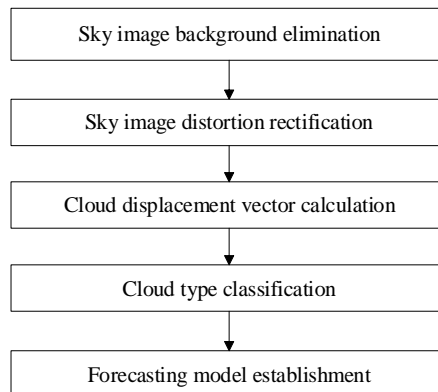 Sky image background elimination
Sky image distortion rectification
Cloud displacement vector calculation
Cloud type classification
Forecasting model establishment